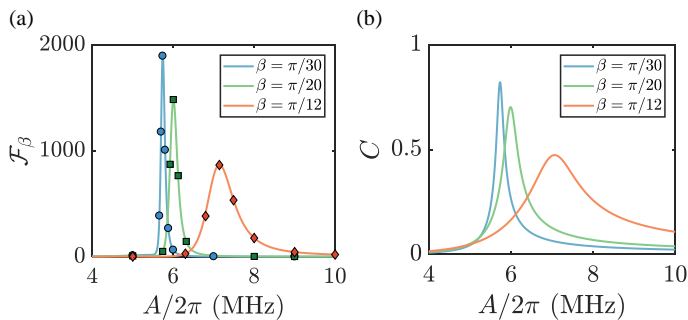 (a)
2000
1000
0
4
6
8
10
A/2π (MHz)
ℱ_β
β = π/30
β = π/20
β = π/12
(b)
1
0.5
0
4
6
8
10
A/2π (MHz)
C
β = π/30
β = π/20
β = π/12